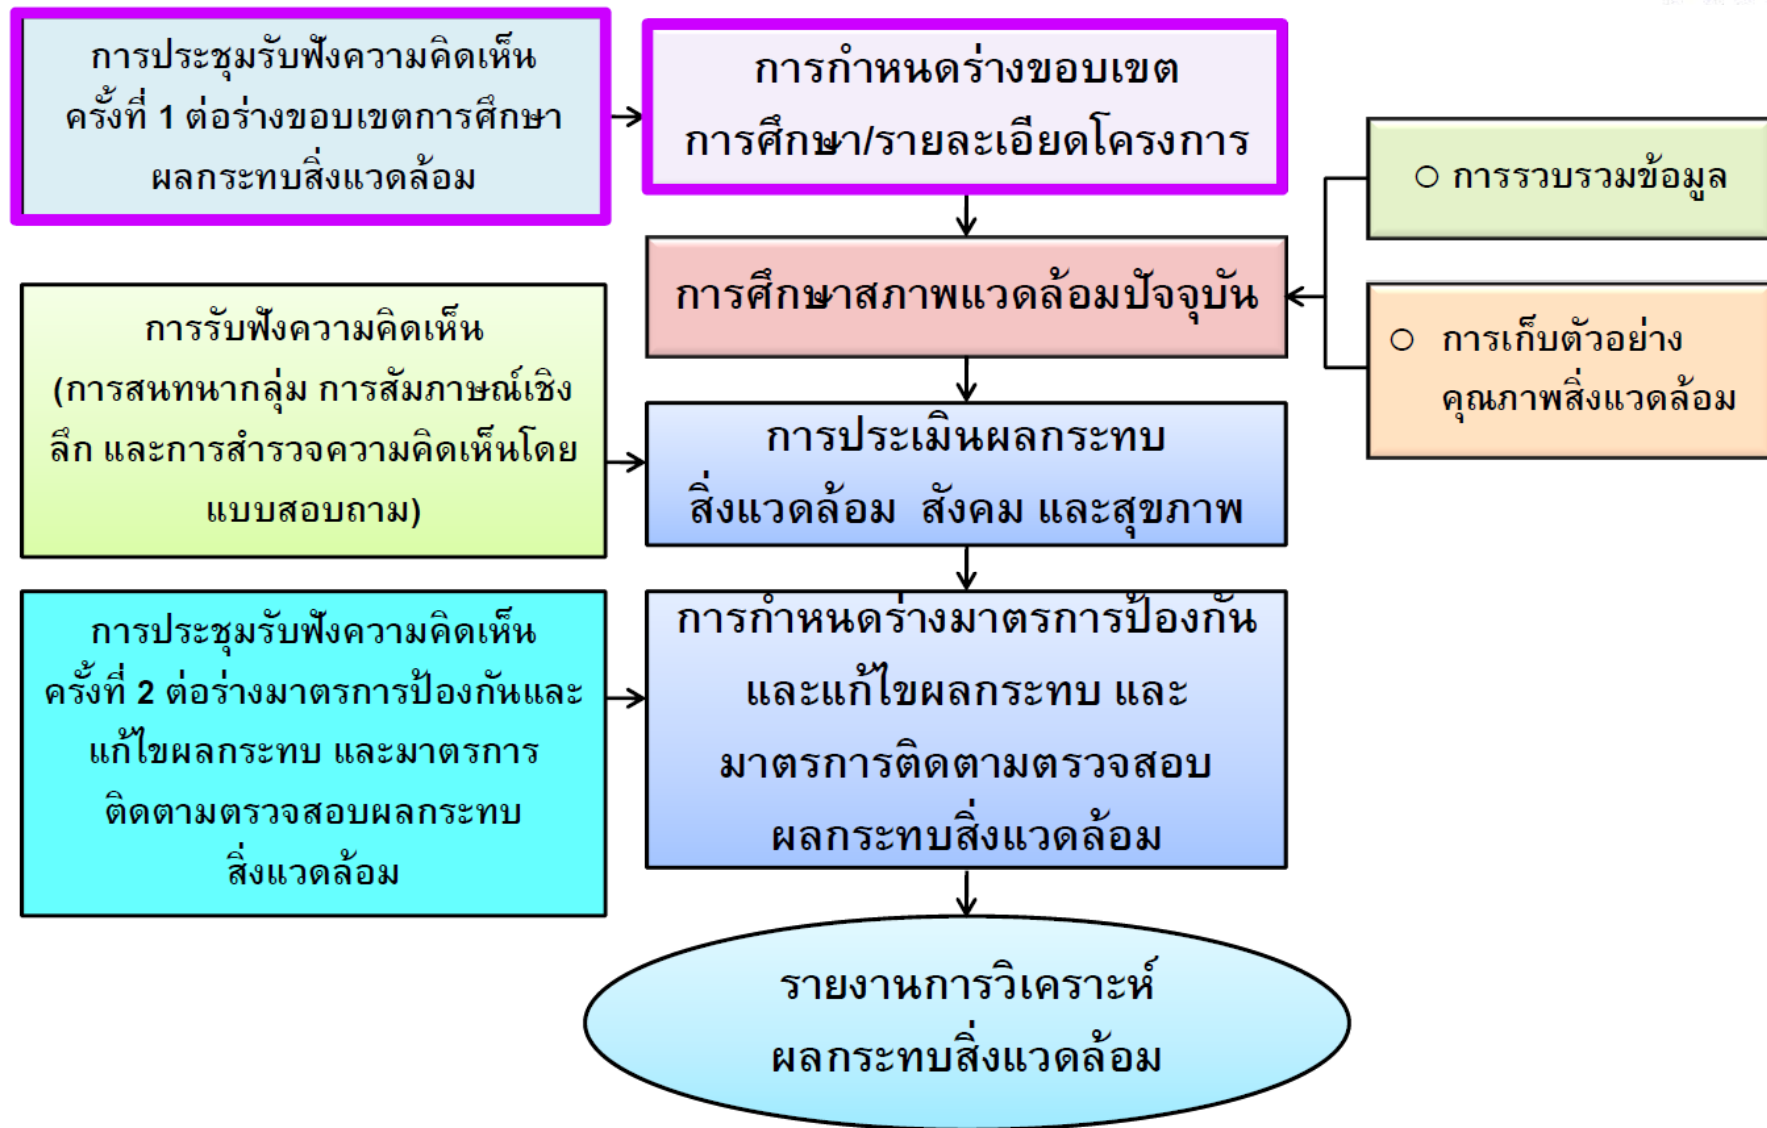 การประชุมรับฟังความคิดเห็น
ครั้งที่ 1 ต่อร่างขอบเขตการศึกษา
ผลกระทบสิ่งแวดล้อม
การกำหนดร่างขอบเขต
การศึกษา/รายละเอียดโครงการ
○ การรวบรวมข้อมูล
การศึกษาสภาพแวดล้อมปัจจุบัน
○ การเก็บตัวอย่าง
คุณภาพสิ่งแวดล้อม
การรับฟังความคิดเห็น
(การสนทนากลุ่ม การสัมภาษณ์เชิง
ลึก และการสำรวจความคิดเห็นโดย
แบบสอบถาม)
การประเมินผลกระทบ
สิ่งแวดล้อม สังคม และสุขภาพ
การประชุมรับฟังความคิดเห็น
ครั้งที่ 2 ต่อร่างมาตรการป้องกันและ
แก้ไขผลกระทบ และมาตรการ
ติดตามตรวจสอบผลกระทบ
สิ่งแวดล้อม
การกำหนดร่างมาตรการป้องกัน
และแก้ไขผลกระทบ และ
มาตรการติดตามตรวจสอบ
ผลกระทบสิ่งแวดล้อม
รายงานการวิเคราะห์
ผลกระทบสิ่งแวดล้อม